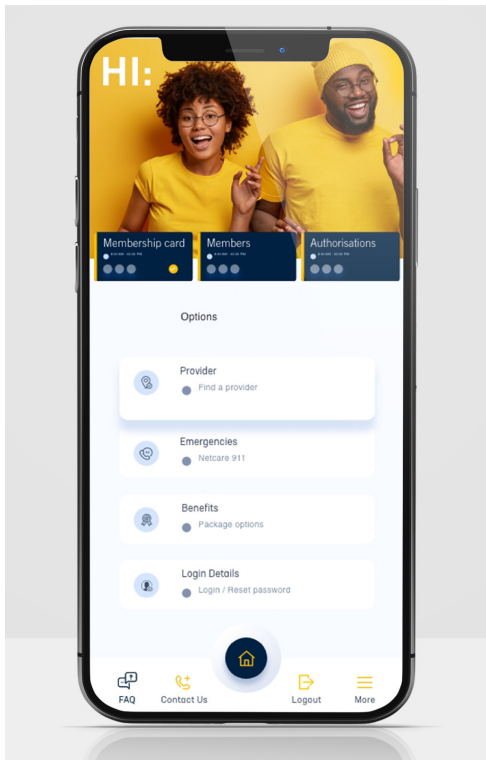 HI:
Membership card
Members
Authorisations
Options
Provider
Find a provider
Emergencies
Netcare 911
Benefits
Package options
Login Details
Login / Reset password
FAQ
Contact Us
Logout
More